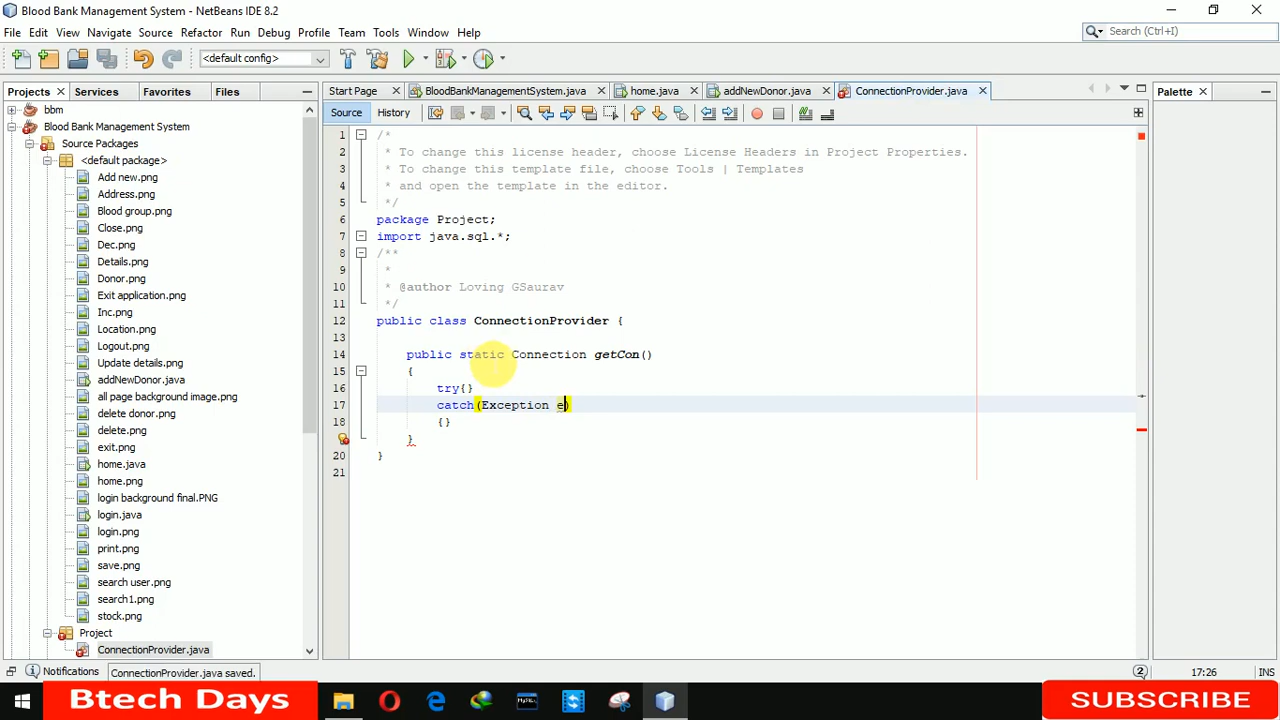 Blood Bank Management System - NetBeans IDE 8.2
File Edit View Navigate Source Refactor Run Debug Profile Team Tools Window Help
Search (Ctrl+I)
<default config>
Projects Services Favorites Files
Start Page BloodBankManagementSystem.java home.java addNewDonor.java ConnectionProvider.java
Palette
Source History
bbm
Blood Bank Management System
Source Packages
<default package>
Add new.png
Address.png
Blood group.png
Close.png
Dec.png
Details.png
Donor.png
Exit application.png
Inc.png
Location.png
Logout.png
Update details.png
addNewDonor.java
all page background image.png
delete donor.png
delete.png
exit.png
home.java
home.png
login background final.PNG
login.java
login.png
print.png
save.png
search user.png
search1.png
stock.png
Project
ConnectionProvider.java
1 /*
2 * To change this license header, choose License Headers in Project Properties.
3 * To change this template file, choose Tools | Templates
4 * and open the template in the editor.
5 */
6 package Project;
7 import java.sql.*;
8 /**
9 *
10 * @author Loving GSaurav
11 */
12 public class ConnectionProvider {
13
14 public static Connection getCon()
15 {
16 try{}
17 catch(Exception e)
18 {}
}
20 }
21
Notifications ConnectionProvider.java saved.
2 17:26 INS
Btech Days
MySQL
SUBSCRIBE